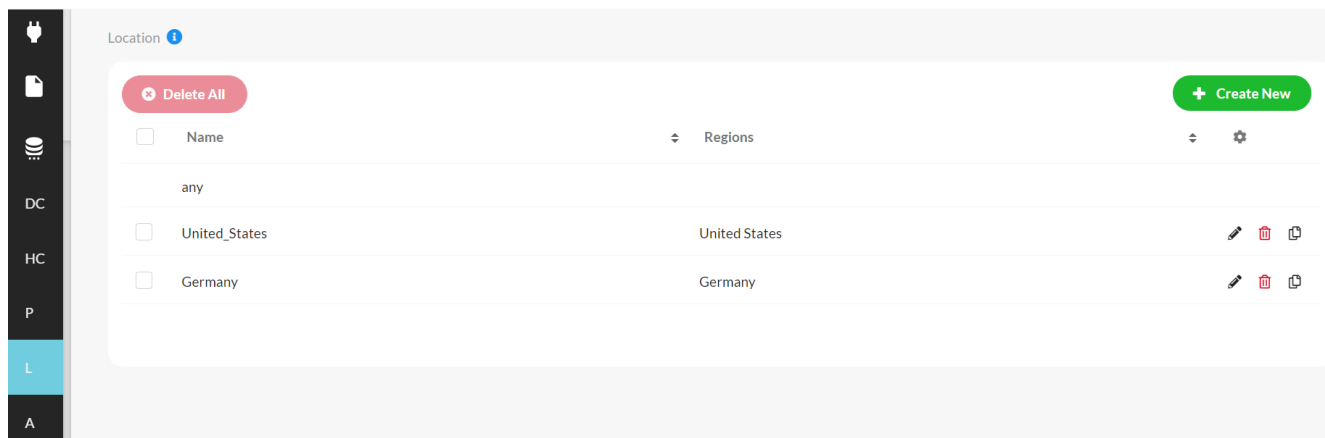 Location
Delete All
Create New
Name Regions
any
United_States United States
DC
HC
Germany Germany
P
L
A